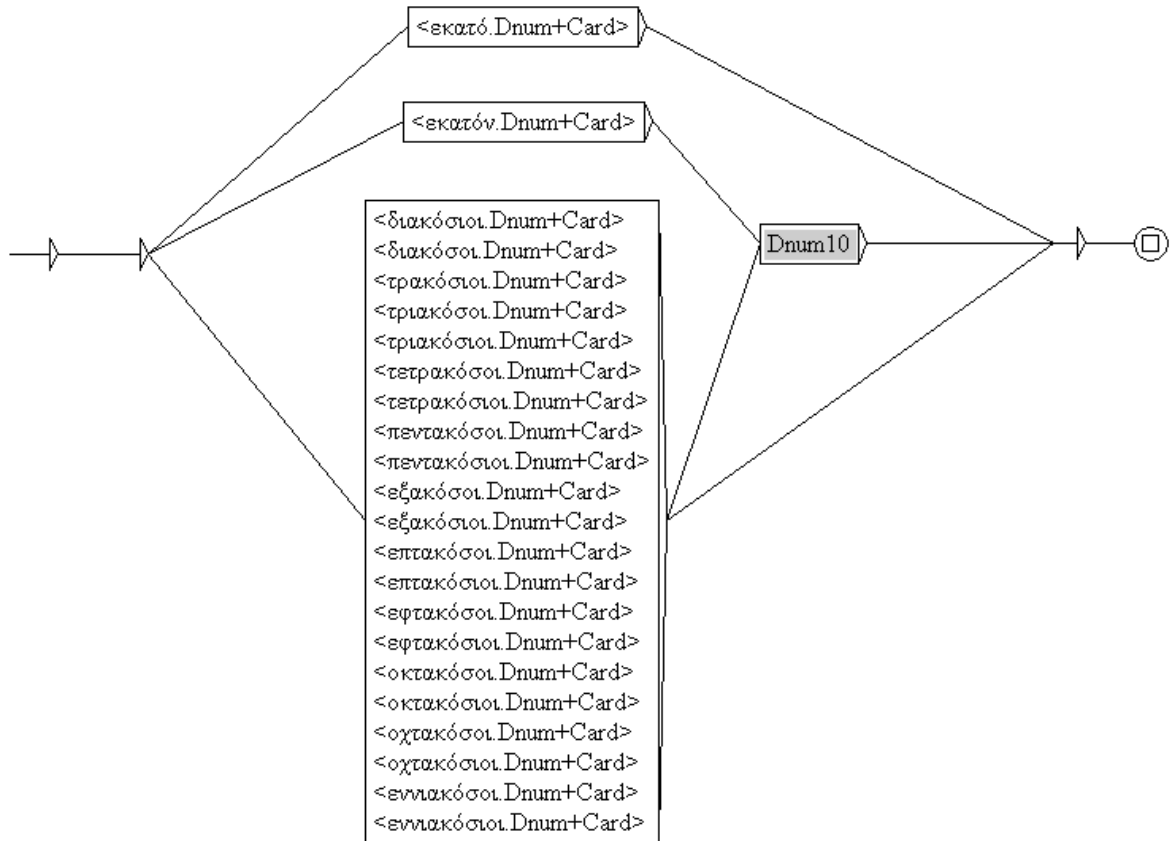 <εκατό.Dnum+Card>
<εκατόν.Dnum+Card>
<διακόσιοι.Dnum+Card>
<διακόσοι.Dnum+Card>
<τρακόσιοι.Dnum+Card>
<τριακόσοι.Dnum+Card>
<τριακόσιοι.Dnum+Card>
<τετρακόσοι.Dnum+Card>
<τετρακόσιοι.Dnum+Card>
<πεντακόσοι.Dnum+Card>
<πεντακόσιοι.Dnum+Card>
<εξακόσοι.Dnum+Card>
<εξακόσιοι.Dnum+Card>
<επτακόσοι.Dnum+Card>
<επτακόσιοι.Dnum+Card>
<εφτακόσοι.Dnum+Card>
<εφτακόσιοι.Dnum+Card>
<οκτακόσοι.Dnum+Card>
<οκτακόσιοι.Dnum+Card>
<οχτακόσοι.Dnum+Card>
<οχτακόσιοι.Dnum+Card>
<εννιακόσοι.Dnum+Card>
<εννιακόσιοι.Dnum+Card>
Dnum10